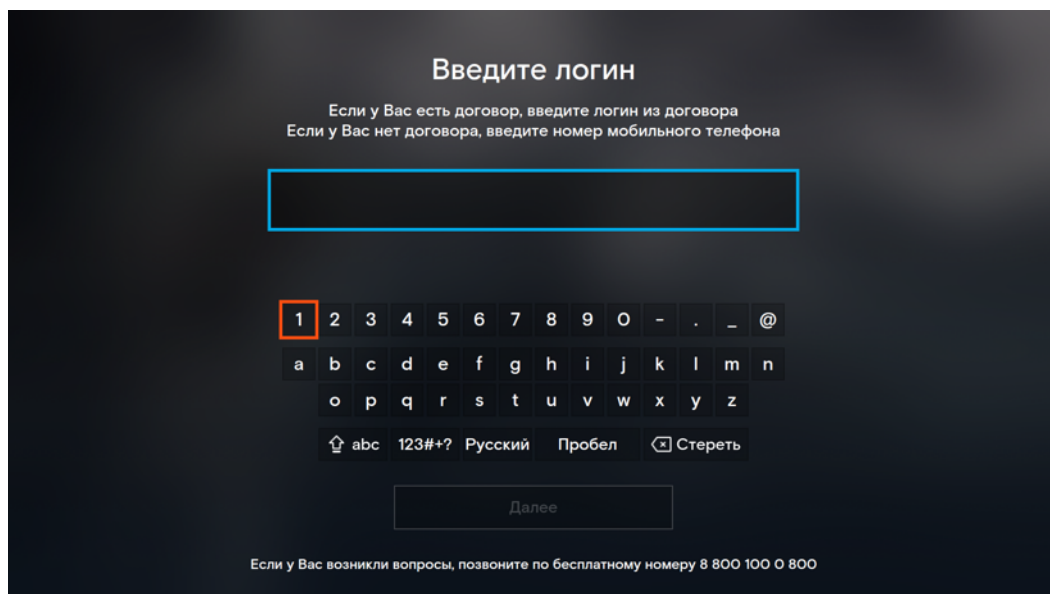 Введите логин
Если у Вас есть договор, введите логин из договора
Если у Вас нет договора, введите номер мобильного телефона
1 2 3 4 5 6 7 8 9 0 - . _ @
a b c d e f g h i j k l m n
o p q r s t u v w x y z
abc 123#+? Русский Пробел Стереть
Далее
Если у Вас возникли вопросы, позвоните по бесплатному номеру 8 800 100 0 800